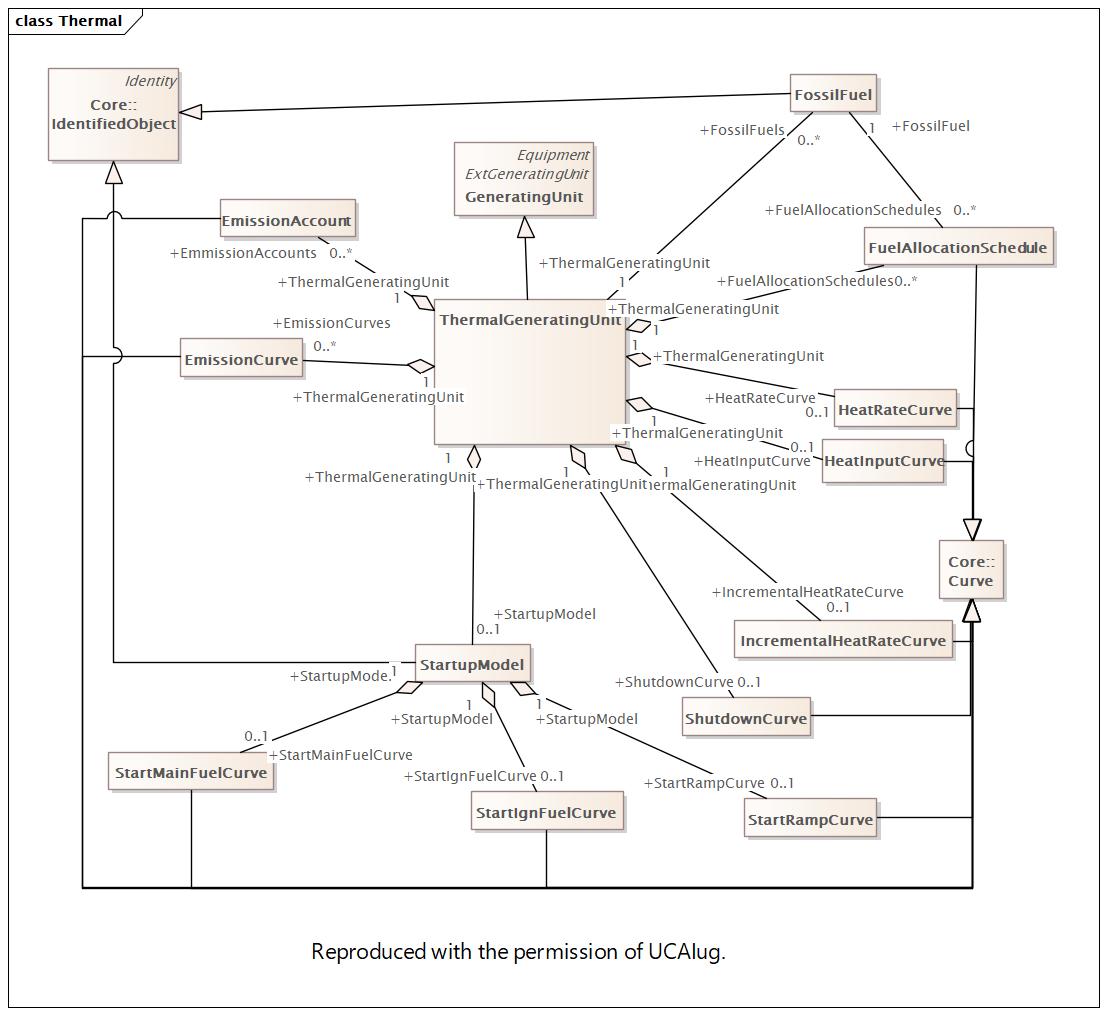 class Thermal
Identity
Core::
IdentifiedObject
FossilFuel
+FossilFuels
0..*
1
+FossilFuel
Equipment
ExtGeneratingUnit
GeneratingUnit
EmissionAccount
+EmmissionAccounts 0..*
+FuelAllocationSchedules 0..*
FuelAllocationSchedule
+ThermalGeneratingUnit
1
+ThermalGeneratingUnit
1
+FuelAllocationSchedules0..*
+ThermalGeneratingUnit
1
ThermalGeneratingUnit
+EmissionCurves
0..*
EmissionCurve
1
+ThermalGeneratingUnit
1
+ThermalGeneratingUnit
+HeatRateCurve
0..1
HeatRateCurve
1
+ThermalGeneratingUnit
0..1
+HeatInputCurve
HeatInputCurve
1
+ThermalGeneratingUnit
1
+ThermalGeneratingUnit
1
ThermalGeneratingUnit
Core::
Curve
+IncrementalHeatRateCurve
0..1
IncrementalHeatRateCurve
+StartupModel
0..1
StartupModel
+ShutdownCurve 0..1
ShutdownCurve
+StartupMode.
1
1
+StartupModel
1
+StartupModel
0..1
+StartMainFuelCurve
StartMainFuelCurve
+StartIgnFuelCurve 0..1
StartIgnFuelCurve
+StartRampCurve 0..1
StartRampCurve
Reproduced with the permission of UCAIug.